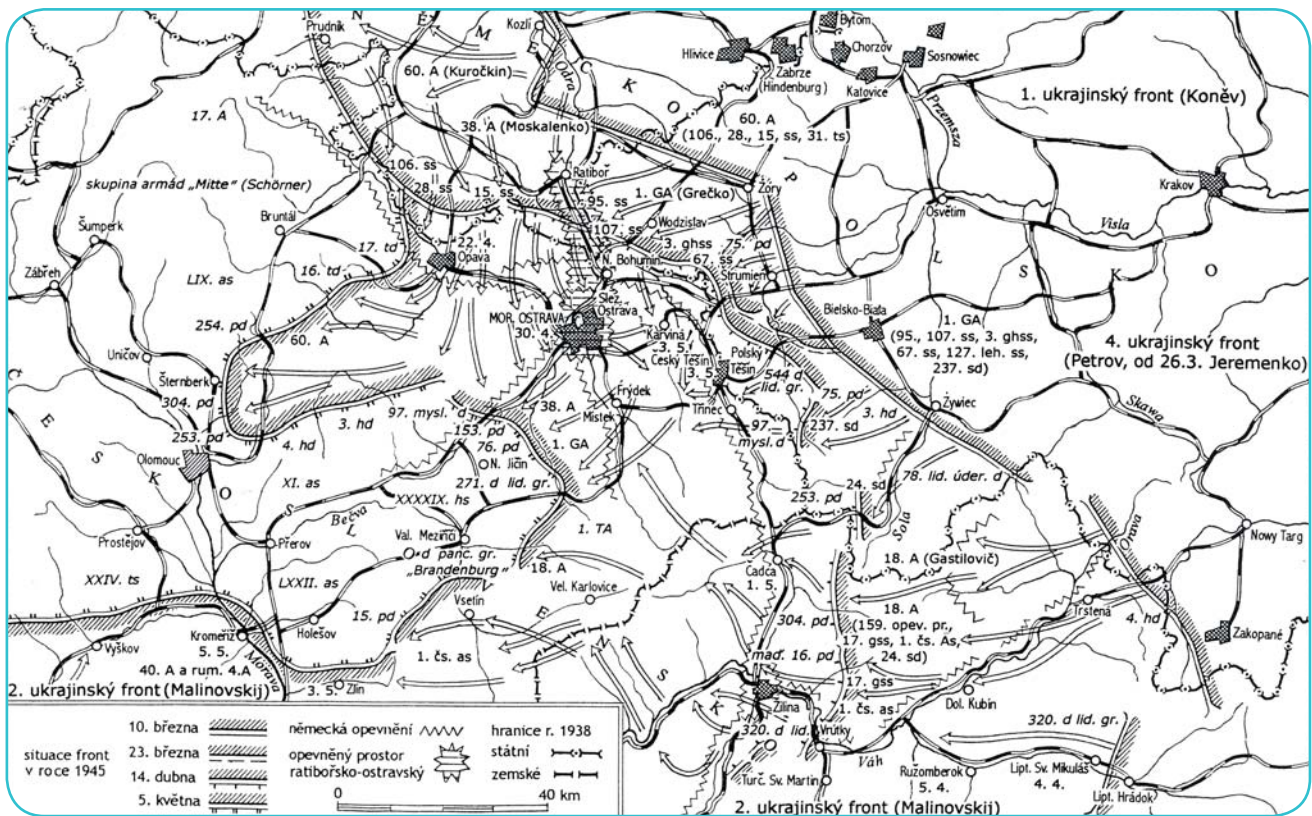 Prudník
N Ě M E C K O
Kozlí
Odra
Hlivice
Bytom
Zabrze
(Hindenburg)
Chorzóv
Katovice
Sosnowiec
Przemsza
1. ukrajinský front (Koněv)
60. A (Kuročkin)
17. A
38. A (Moskalenko)
60. A
(106., 28., 15, ss, 31. ts)
skupina armád „Mitte” (Schörner)
106. ss
28. ss
15. ss
Ratiboř
95. ss
1. GA (Grečko)
Žóry
P O L S K O
Osvětim
Krakov
Visla
Šumperk
Bruntál
Zábřeh
17. td
16. td
22. 4.
Opava
107. ss
Wodzislav
3. ghss
67. ss
75. pd
N. Bohumín
Strumień
LIX. as
254. pd
60. A
MOR. OSTRAVA
30. 4.
Slez.
Ostrava
Karviná
3. 5.
Český Těšín
3. 5.
Polský
Těšín
Bielsko-Biała
1. GA
(95., 107. ss, 3. ghss,
67. ss, 127. leh. ss,
237. sd)
4. ukrajinský front
(Petrov, od 26.3. Jeremenko)
Uničov
Šternberk
304. pd
544 d
lid. gr.
75. pd
3. hd
Żywiec
Skawa
253. pd
Olomouc
4. hd
3. hd
97. mysl. d
153. pd
76. pd
38. A
Frýdek
Místek
Třinec
97.
mysl. d
237. sd
1. GA
N. Jičín
271. d lid. gr.
XI. as
XXXXIX. hs
Č E S K O S L
Bečva
24. sd
78. lid. úder. d
253. pd
Sola
Prostějov
Přerov
Val. Meziříčí
1. TA
Orava
Nowy Targ
d panc. gr.
„Brandenburg”
18. A
18. A (Gastilovič)
XXIV. ts
LXXII. as
Vel. Karlovice
Čadca
1. 5.
18. A
(159. opev. pr.,
17. gss, 1. čs. As,
24. sd)
Trstená
4. hd
Zakopané
Holešov
15. pd
Vsetín
304. pd
Vyškov
Kroměříž
5. 5.
Morava
1. čs. as
maď. 16. pd
17. gss
1. čs. as
40. A a rum. 4.A
2. ukrajinský front (Malinovskij)
3. 5.
Zlín
Žilina
Dol. Kubín
320. d lid.
Vrútky
Váh
Turč. Sv. Martin
320. d lid gr.
Ružomberok
5. 4.
Lipt. Sv. Mikuláš
4. 4.
Lipt. Hrádok
2. ukrajinský front (Malinovskij)
situace front
v roce 1945
10. března
23. března
14. dubna
5. května
německá opevnění
opevněný prostor
ratibořsko-ostravský
hranice r. 1938
státní
zemské
0
40 km